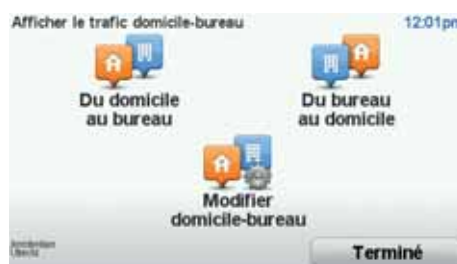 Afficher le trafic domicile-bureau
12:01pm
Du domicile
au bureau
Du bureau
au domicile
Modifier
domicile-bureau
Terminé